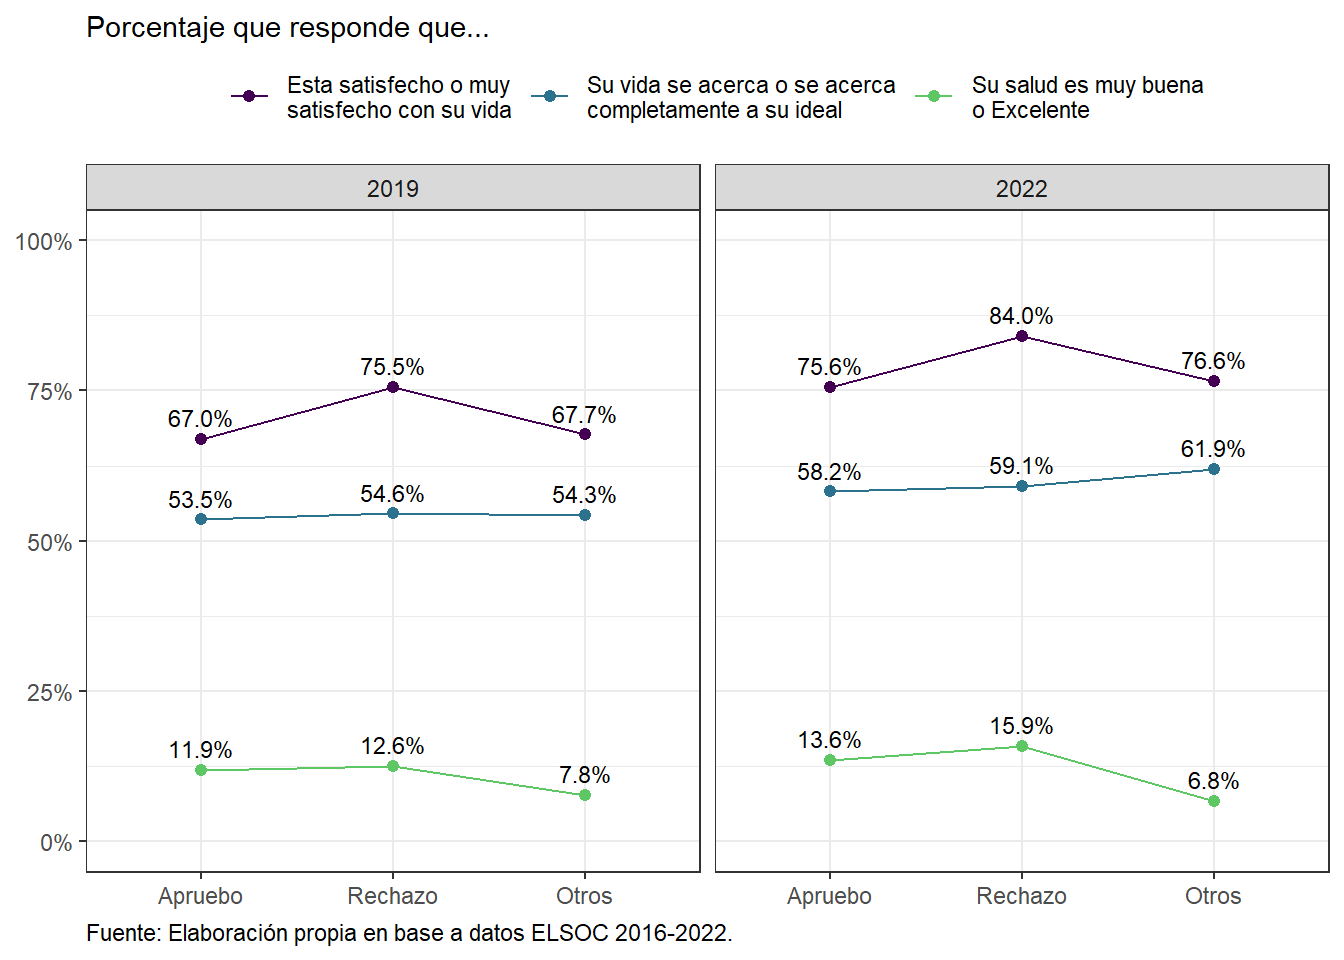 Porcentaje que responde que...
Esta satisfecho o muy
satisfecho con su vida
Su vida se acerca o se acerca
completamente a su ideal
Su salud es muy buena
o Excelente
2019
2022
100%
75%
50%
25%
0%
67.0%
75.5%
67.7%
53.5%
54.6%
54.3%
11.9%
12.6%
7.8%
75.6%
84.0%
76.6%
58.2%
59.1%
61.9%
13.6%
15.9%
6.8%
Apruebo
Rechazo
Otros
Apruebo
Rechazo
Otros
Fuente: Elaboración propia en base a datos ELSOC 2016-2022.